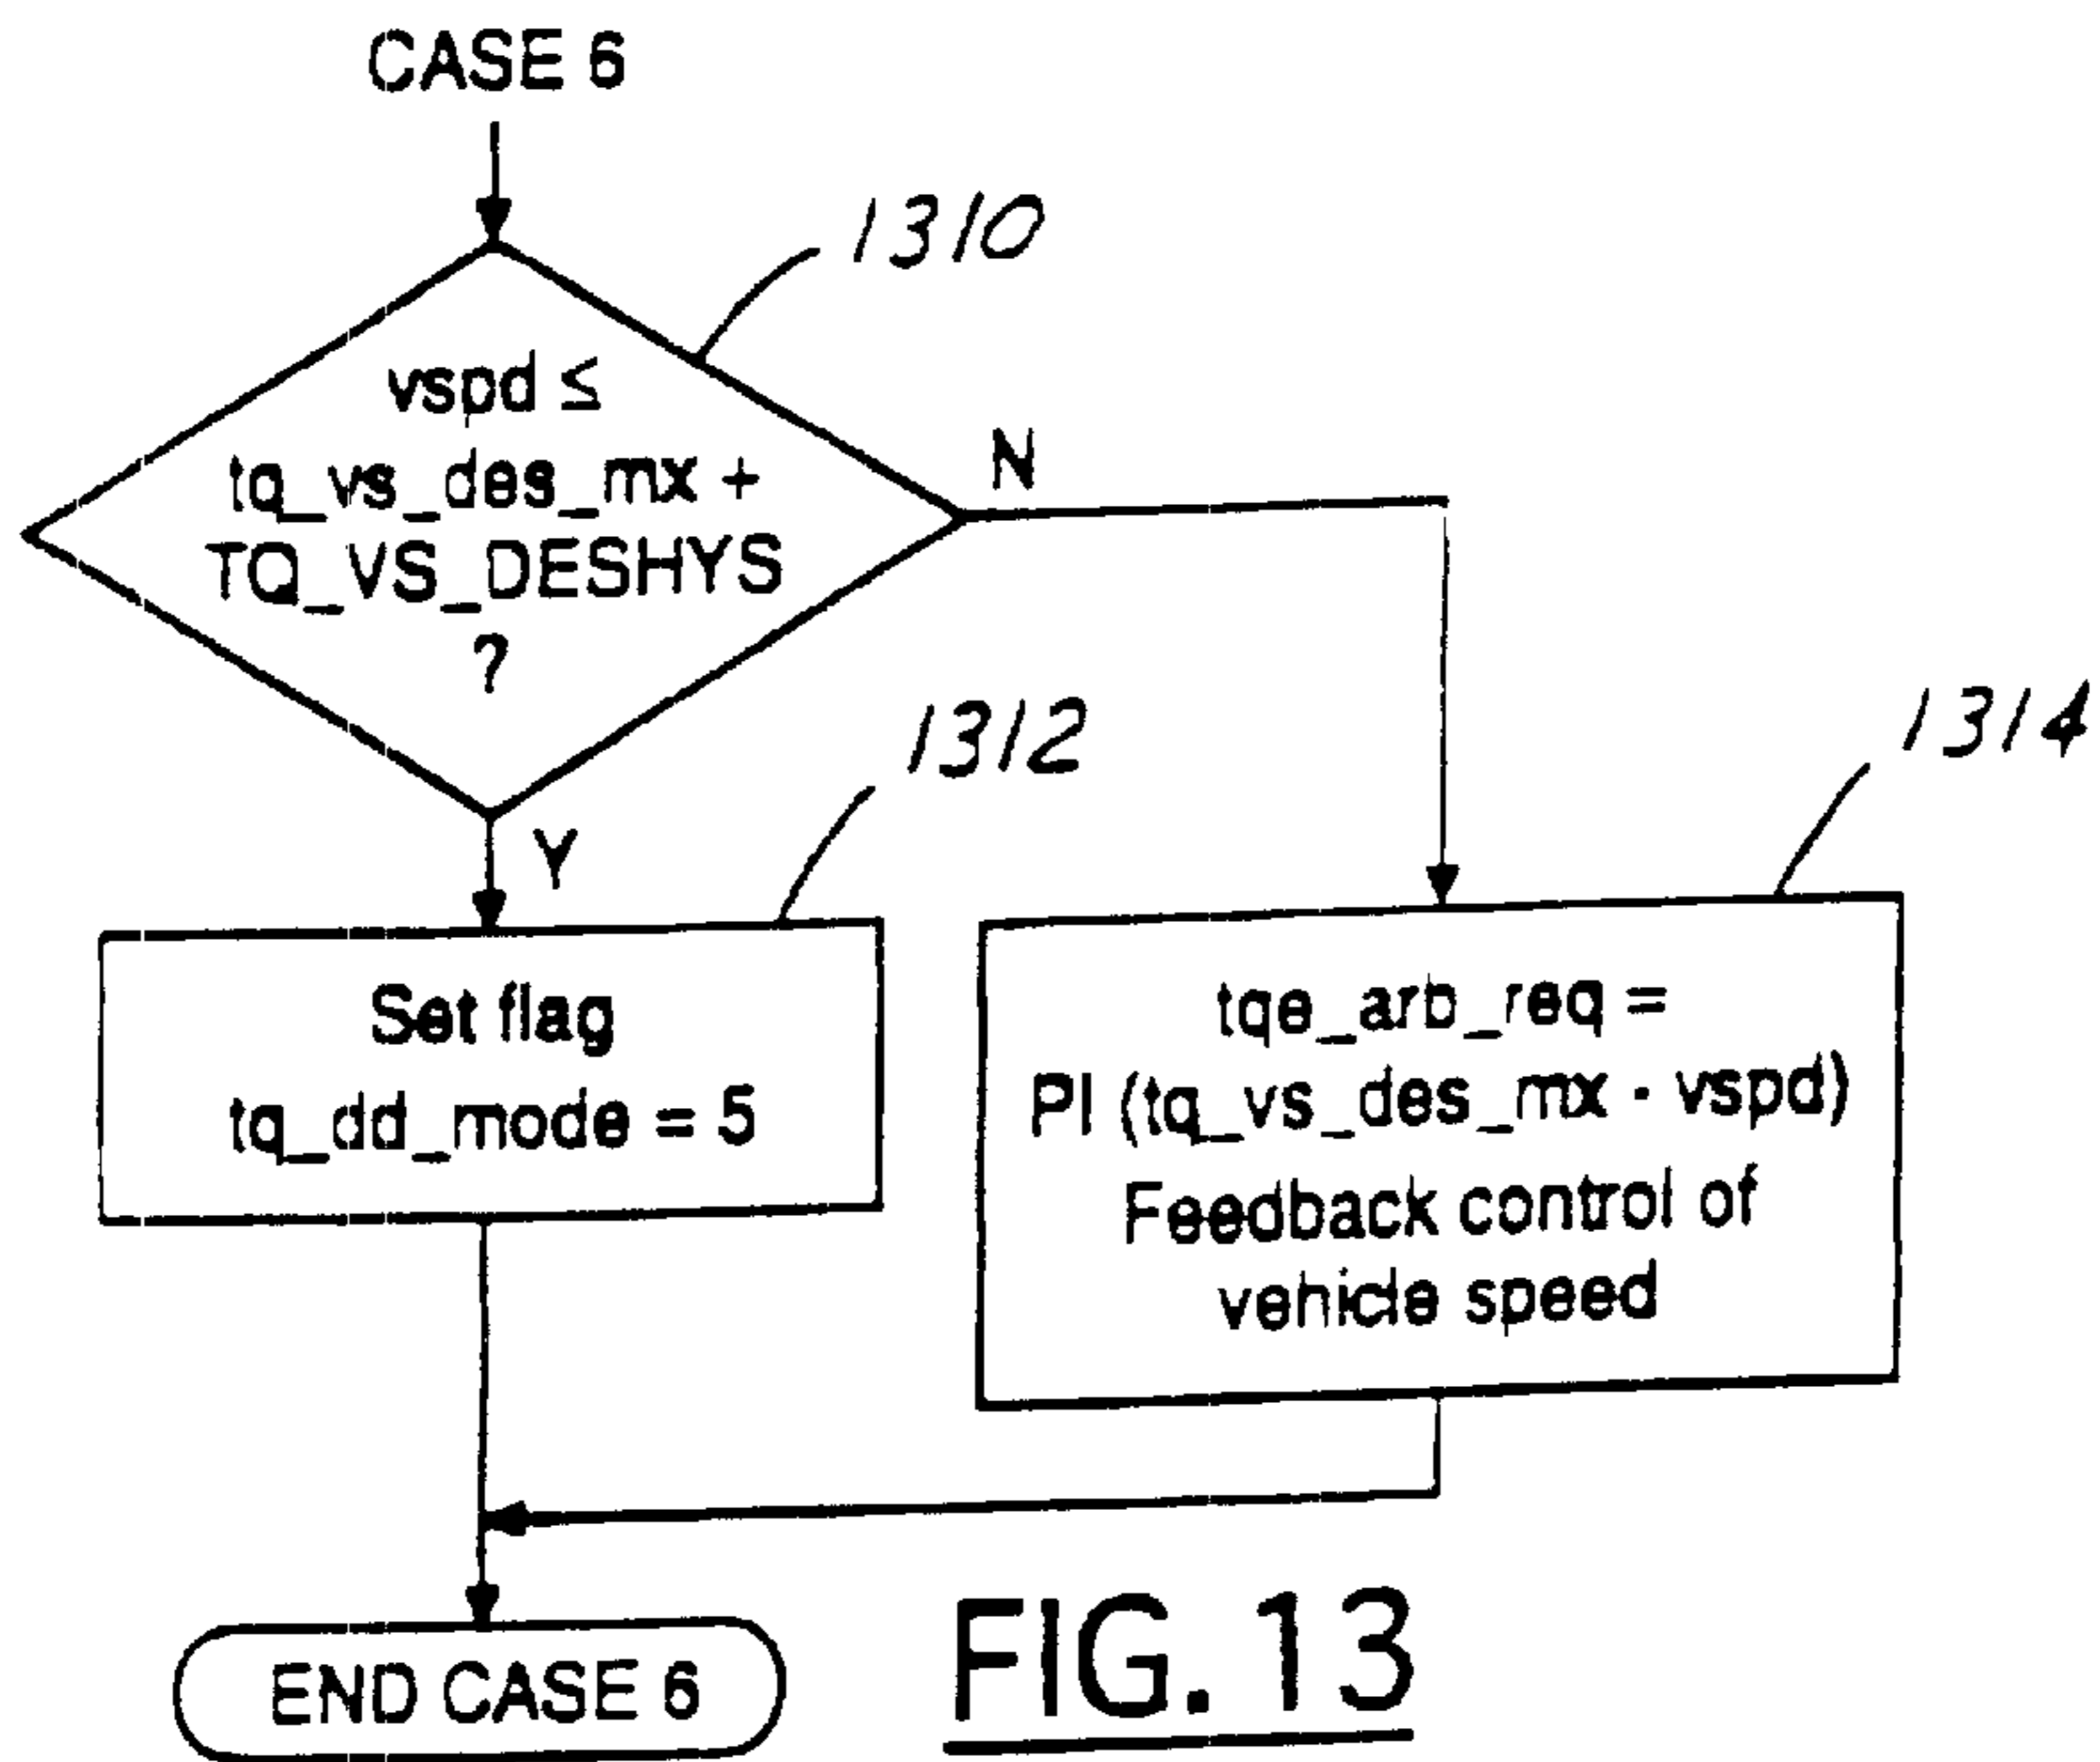 CASE 6
1310
vspd ≤
tq_vs_des_mx +
TQ_VS_DESHYS
?
N
Y
1312
1314
Set flag
tq_dd_mode = 5
tqe_arb_req =
PI (tq_vs_des_mx - vspd)
Feedback control of
vehicle speed
END CASE 6
FIG. 13